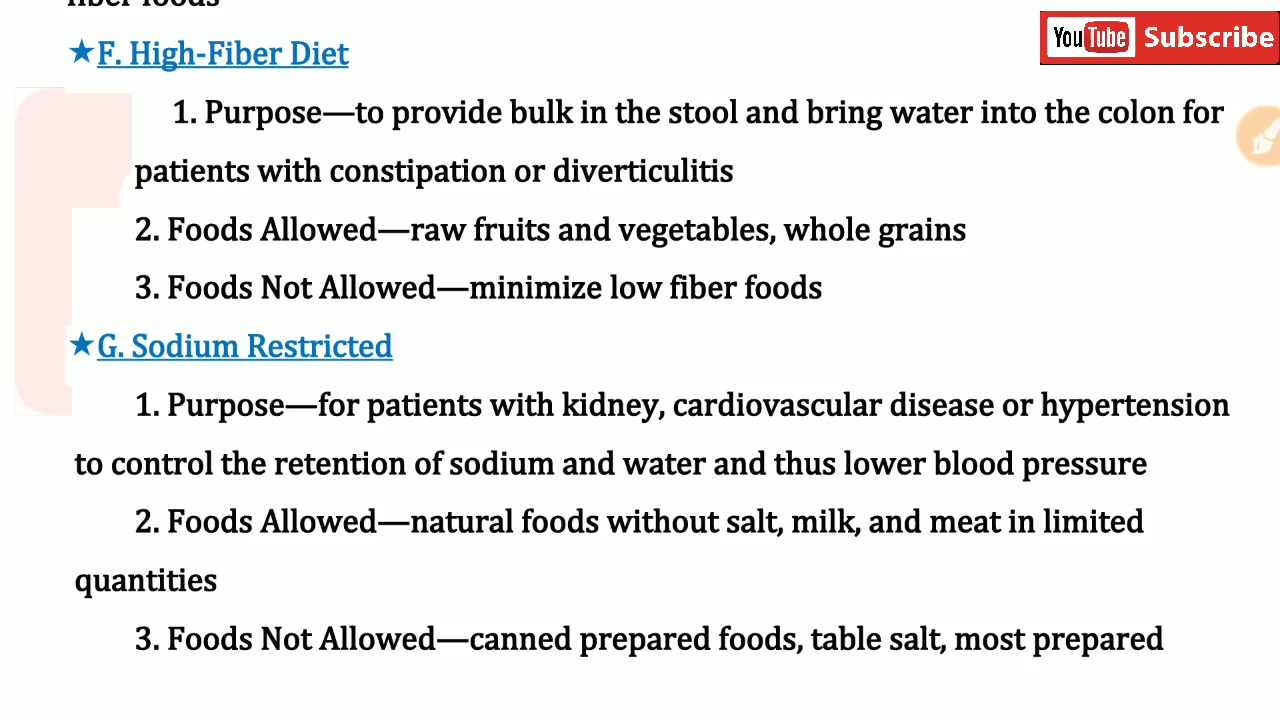 fiber foods
YouTube Subscribe
★F. High-Fiber Diet
1. Purpose—to provide bulk in the stool and bring water into the colon for
patients with constipation or diverticulitis
2. Foods Allowed—raw fruits and vegetables, whole grains
3. Foods Not Allowed—minimize low fiber foods
★G. Sodium Restricted
1. Purpose—for patients with kidney, cardiovascular disease or hypertension
to control the retention of sodium and water and thus lower blood pressure
2. Foods Allowed—natural foods without salt, milk, and meat in limited
quantities
3. Foods Not Allowed—canned prepared foods, table salt, most prepared